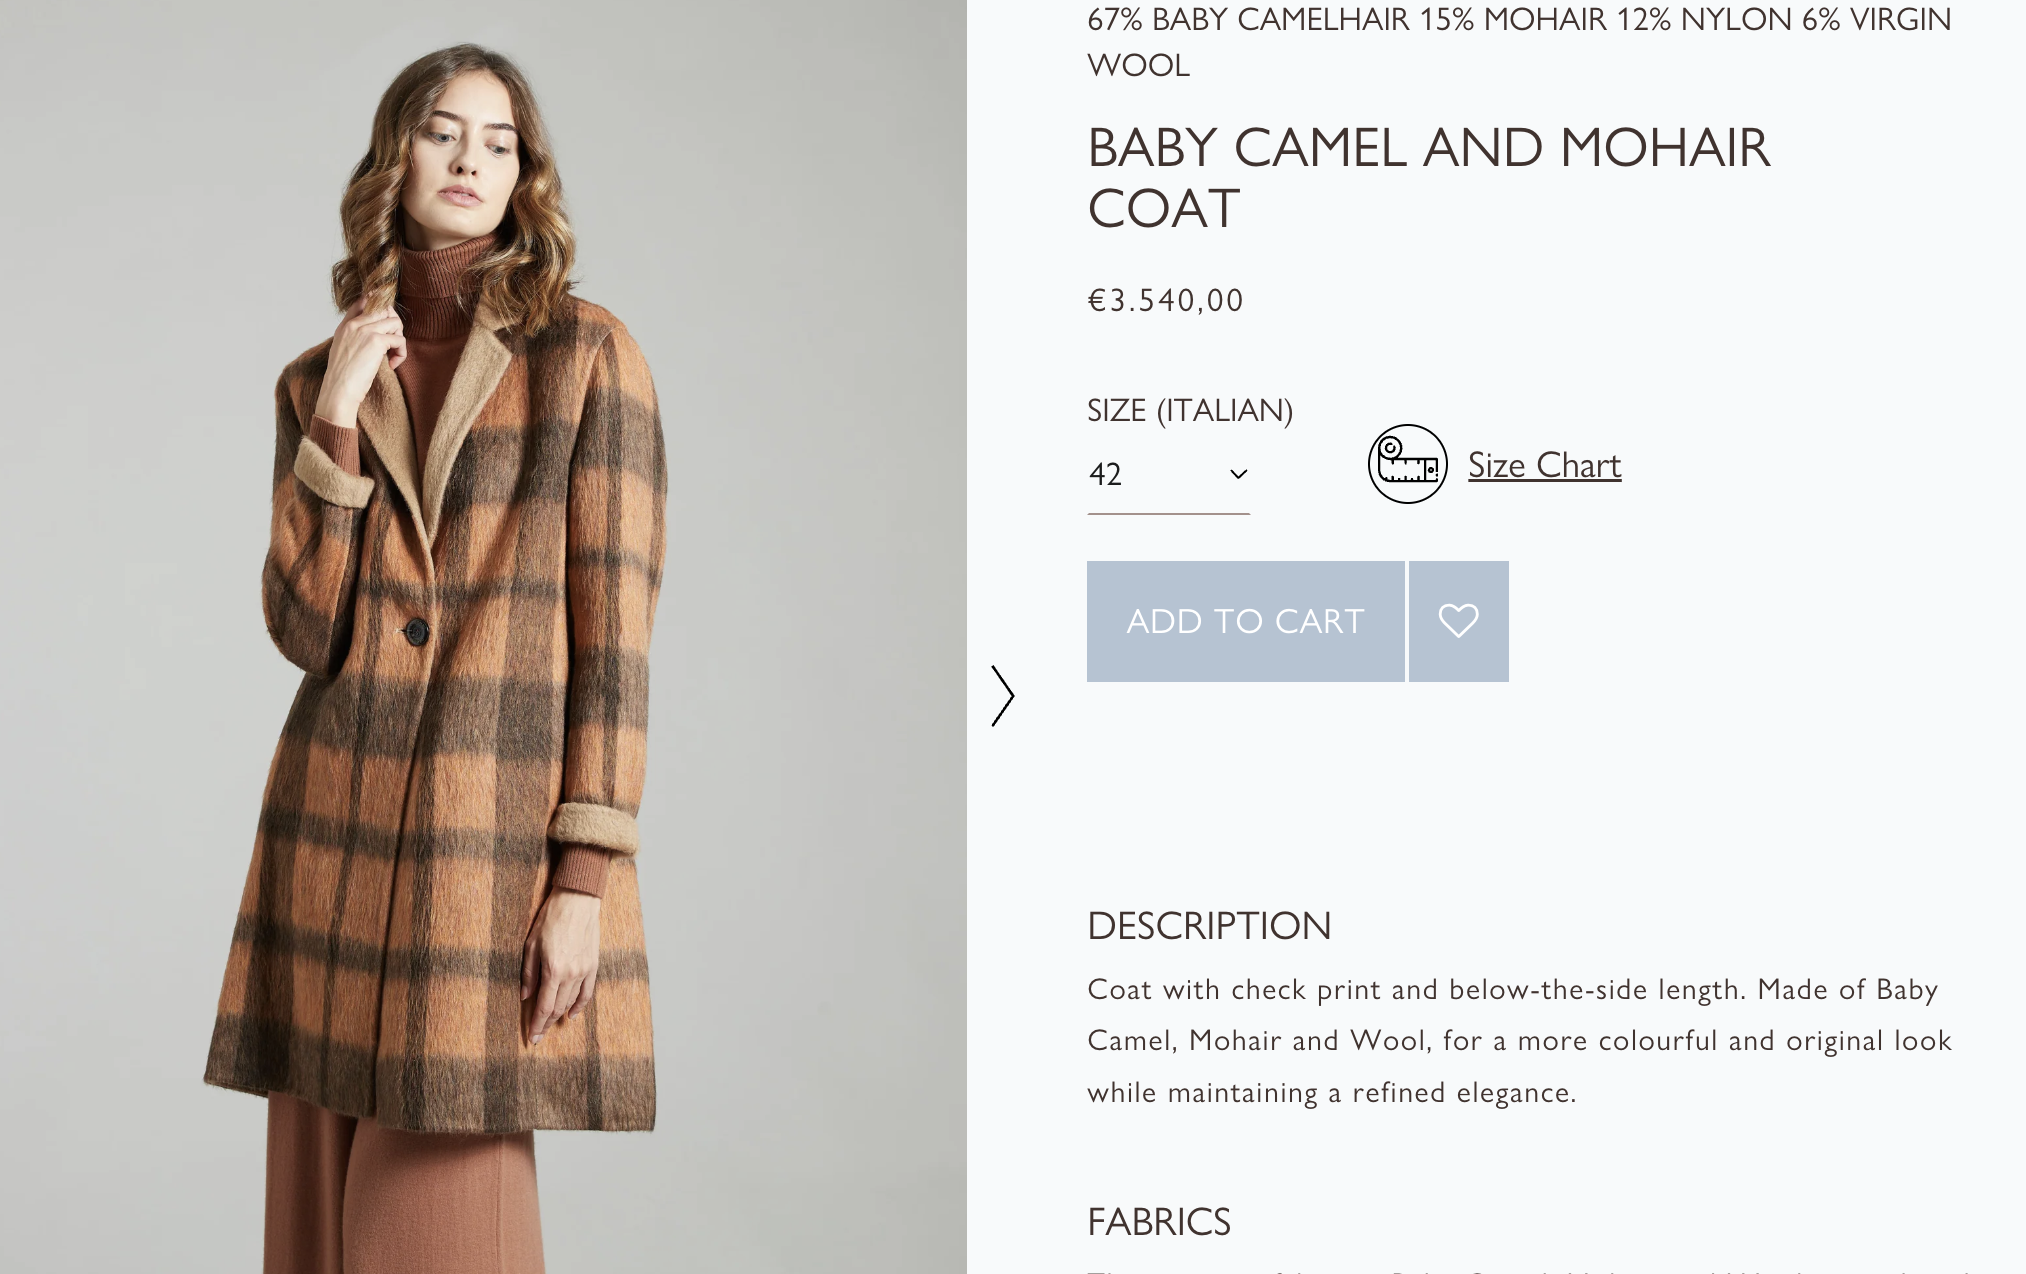 67% BABY CAMELHAIR 15% MOHAIR 12% NYLON 6% VIRGIN
WOOL
BABY CAMEL AND MOHAIR
COAT
€3.540,00
SIZE (ITALIAN)
42
Size Chart
ADD TO CART
DESCRIPTION
Coat with check print and below-the-side length. Made of Baby
Camel, Mohair and Wool, for a more colourful and original look
while maintaining a refined elegance.
FABRICS